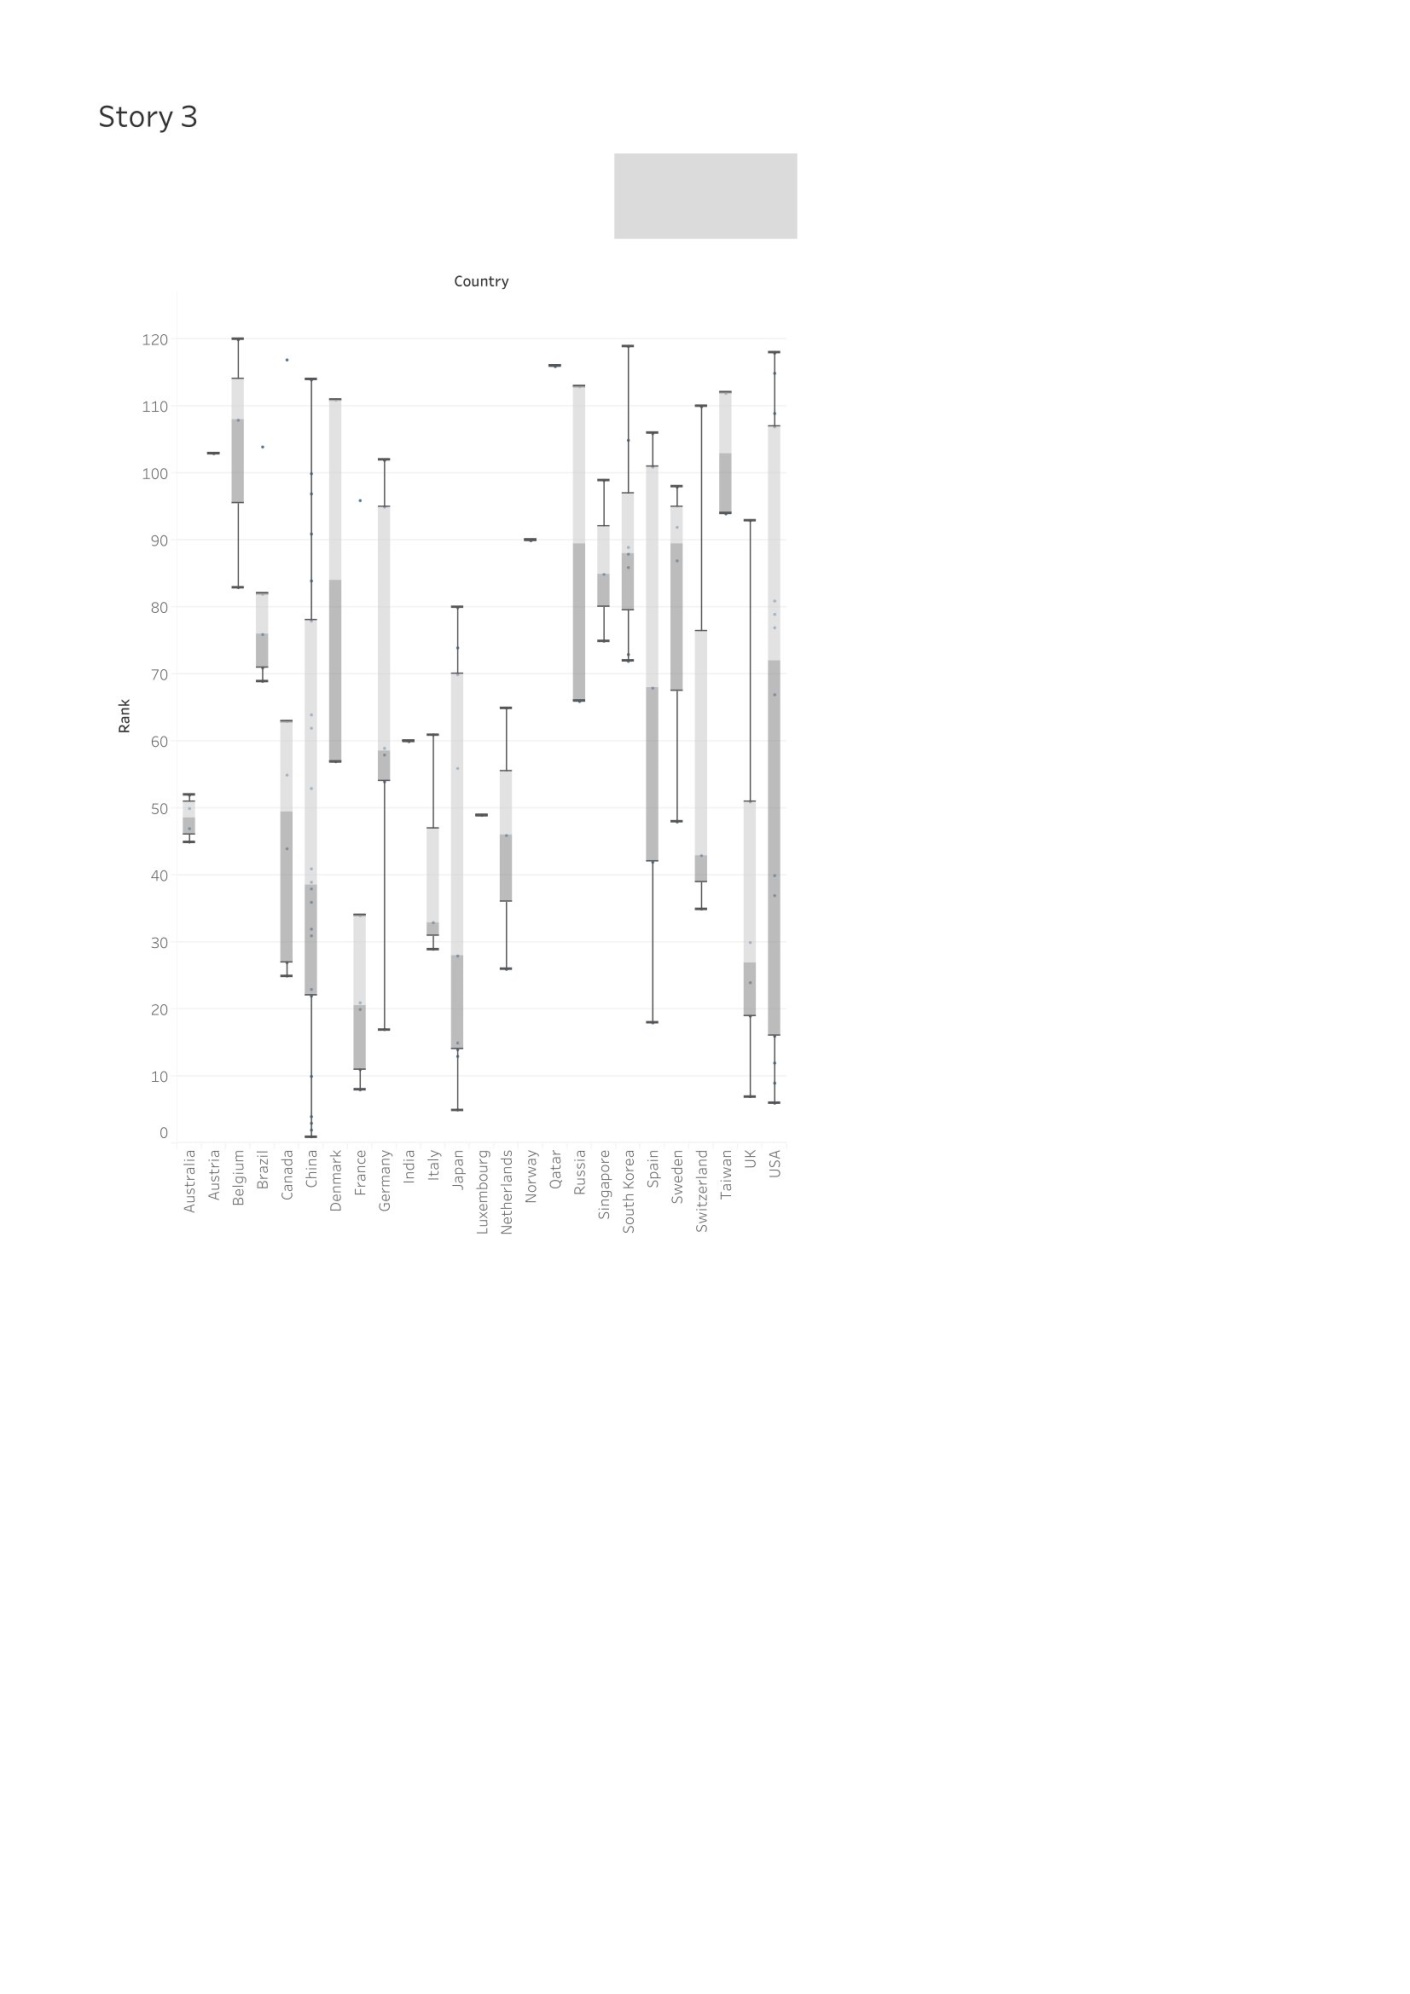 Story 3
Country
120
110
100
90
80
70
60
50
40
30
20
10
0
Rank
Australia
Austria
Belgium
Brazil
Canada
China
Denmark
France
Germany
India
Italy
Japan
Luxembourg
Netherlands
Norway
Qatar
Russia
Singapore
South Korea
Spain
Sweden
Switzerland
Taiwan
UK
USA